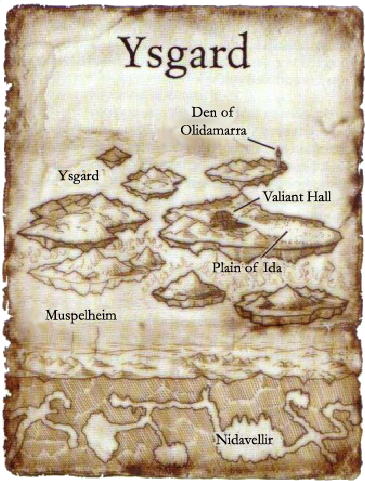 Ysgard
Den of
Olidamarra
Ysgard
Valiant Hall
Plain of Ida
Muspelheim
Nidavellir